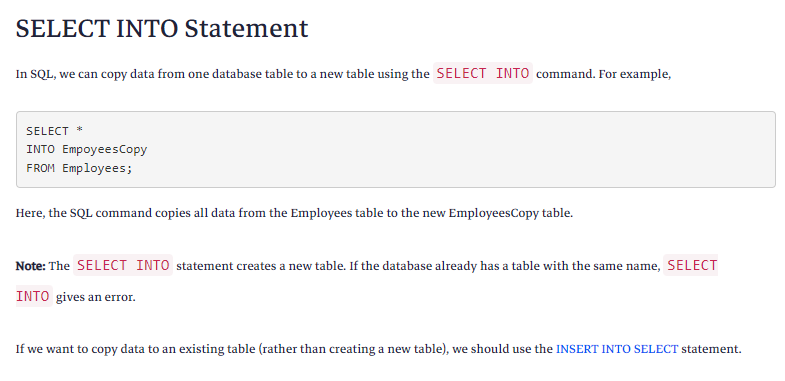 SELECT INTO Statement
In SQL, we can copy data from one database table to a new table using the SELECT INTO command. For example,
SELECT *
INTO EmpoyeesCopy
FROM Employees;
Here, the SQL command copies all data from the Employees table to the new EmployeesCopy table.
Note: The SELECT INTO statement creates a new table. If the database already has a table with the same name, SELECT
INTO gives an error.
If we want to copy data to an existing table (rather than creating a new table), we should use the INSERT INTO SELECT statement.